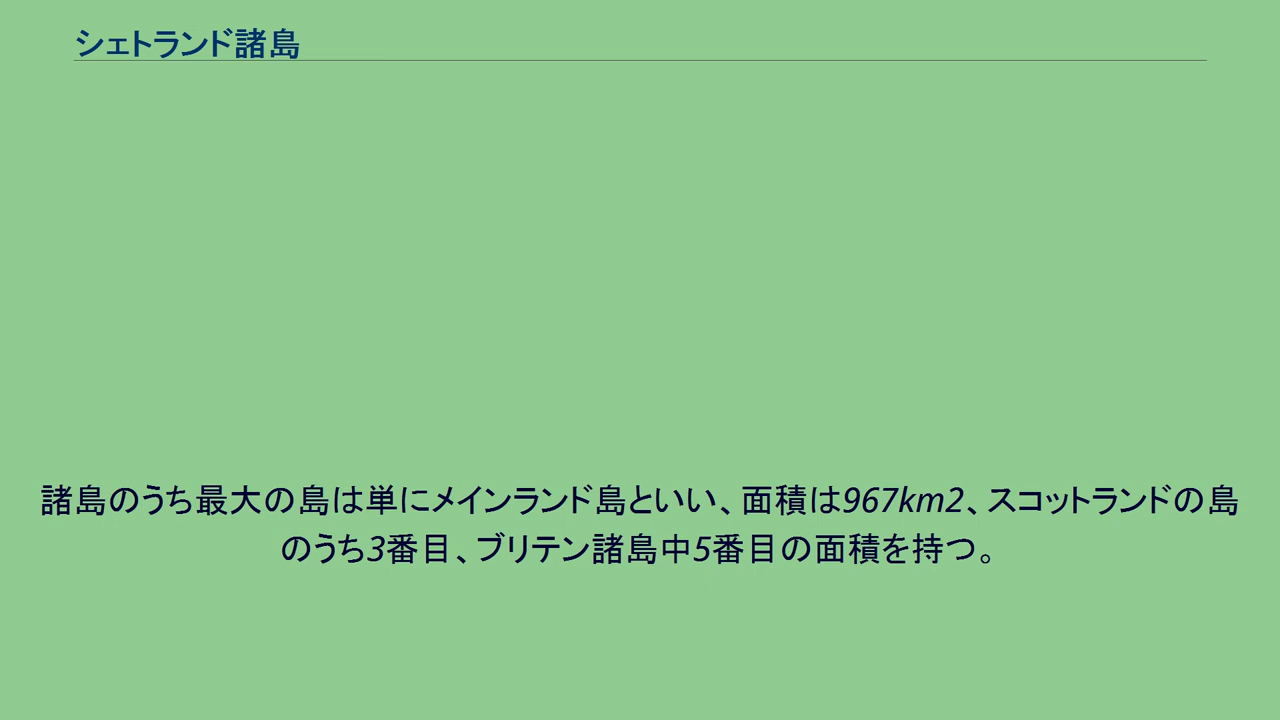 シェトランド諸島
諸島のうち最大の島は単にメインランド島といい、面積は967km2、スコットランドの島
のうち3番目、ブリテン諸島中5番目の面積を持つ。